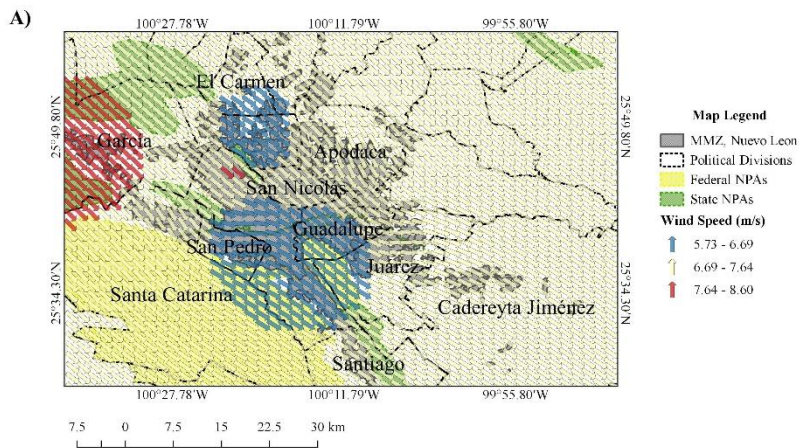 A)
100°27.78'W 100°11.79'W 99°55.80'W
25°49.80'N
25°49.80'N
El Carmen
García
Apodaca
San Nicolás
Guadalupe
San Pedro
Juárez
Santa Catarina
Cadereyta Jiménez
Santiago
25°34.30'N
25°34.30'N
100°27.78'W 100°11.79'W 99°55.80'W
7.5 0 7.5 15 22.5 30 km
Map Legend
MMZ, Nuevo Leon
Political Divisions
Federal NPAs
State NPAs
Wind Speed (m/s)
5.73 - 6.69
6.69 - 7.64
7.64 - 8.60